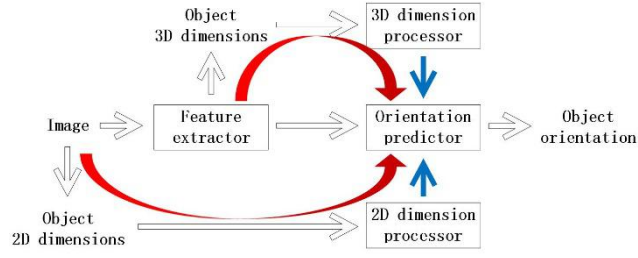 Object
3D dimensions
3D dimension
processor
Image
Feature
extractor
Orientation
predictor
Object
orientation
Object
2D dimensions
2D dimension
processor